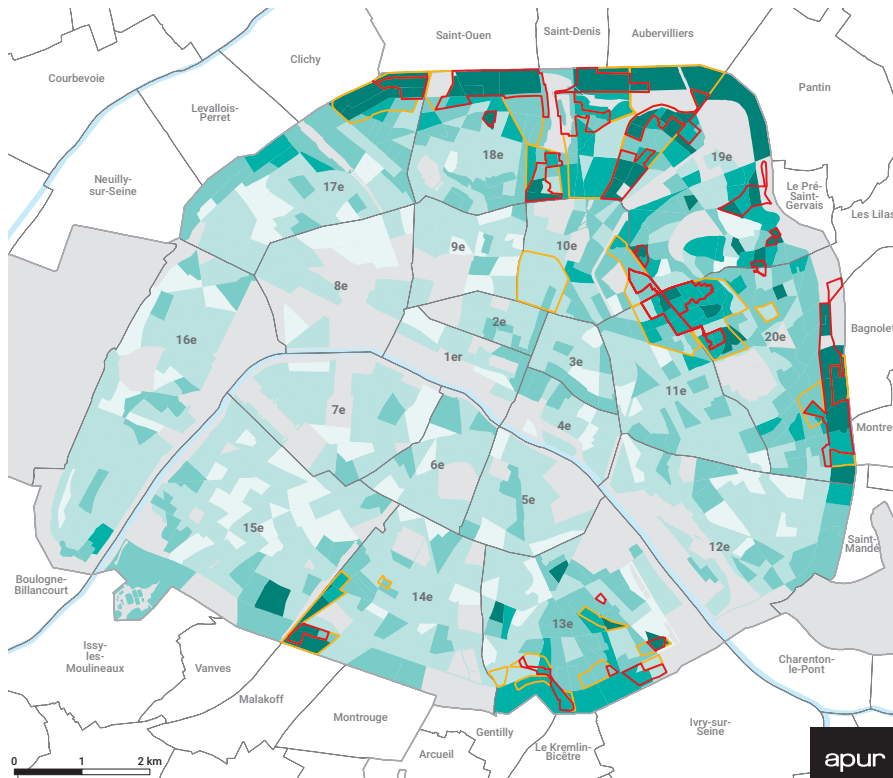 Saint-Ouen
Saint-Denis
Aubervilliers
Clichy
Courbevoie
Pantin
Levallois-
Perret
Neuilly-
sur-Seine
18e
19e
17e
Le Pré-
Saint-
Gervais
Les Lilas
9e
10e
8e
16e
2e
20e
Bagnolet
1er
3e
11e
7e
4e
Montreu
6e
5e
15e
12e
Saint-
Mandé
Boulogne-
Billancourt
14e
13e
Issy-
les-
Moulineaux
Vanves
Charenton-
le-Pont
Malakoff
Montrouge
Gentilly
Ivry-sur-
Seine
Arcueil
Le Kremlin-
Bicêtre
0 1 2 km
apur